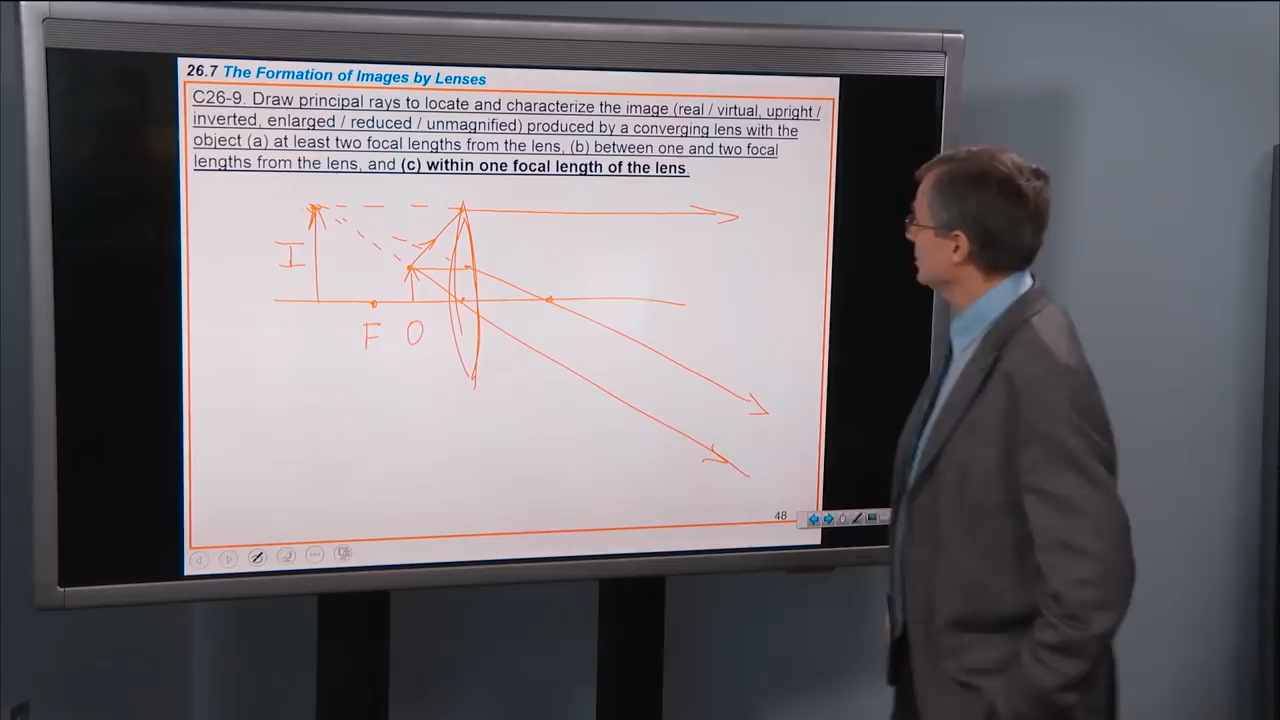 26.7 The Formation of Images by Lenses
C26-9. Draw principal rays to locate and characterize the image (real / virtual, upright /
inverted, enlarged / reduced / unmagnified) produced by a converging lens with the
object (a) at least two focal lengths from the lens, (b) between one and two focal
lengths from the lens, and (c) within one focal length of the lens.
I
F O
48